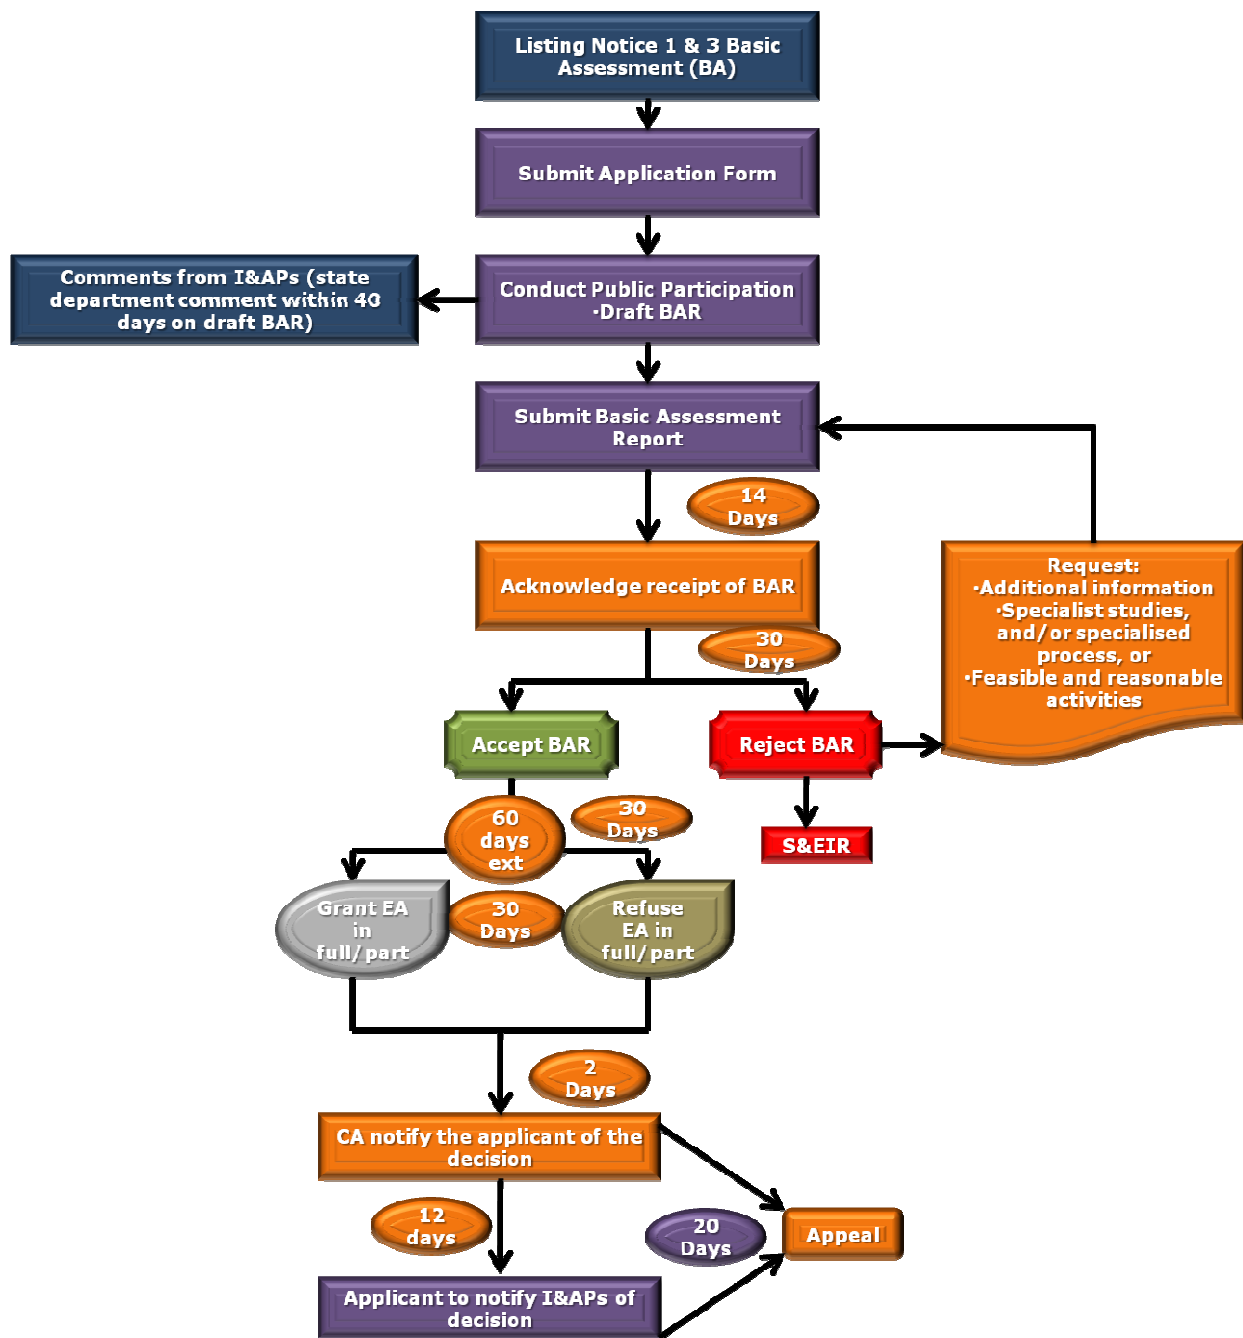 Listing Notice 1 & 3 Basic
Assessment (BA)
Submit Application Form
Comments from I&APs (state
department comment within 40
days on draft BAR)
Conduct Public Participation
·Draft BAR
Submit Basic Assessment
Report
14
Days
Acknowledge receipt of BAR
Request:
·Additional information
·Specialist studies,
and/or specialised
process, or
·Feasible and reasonable
activities
30
Days
Accept BAR
Reject BAR
60
days
ext
30
Days
S&EIR
Grant EA
in
full/part
30
Days
Refuse
EA in
full/part
2
Days
CA notify the applicant of the
decision
12
days
20
Days
Appeal
Applicant to notify I&APs of
decision